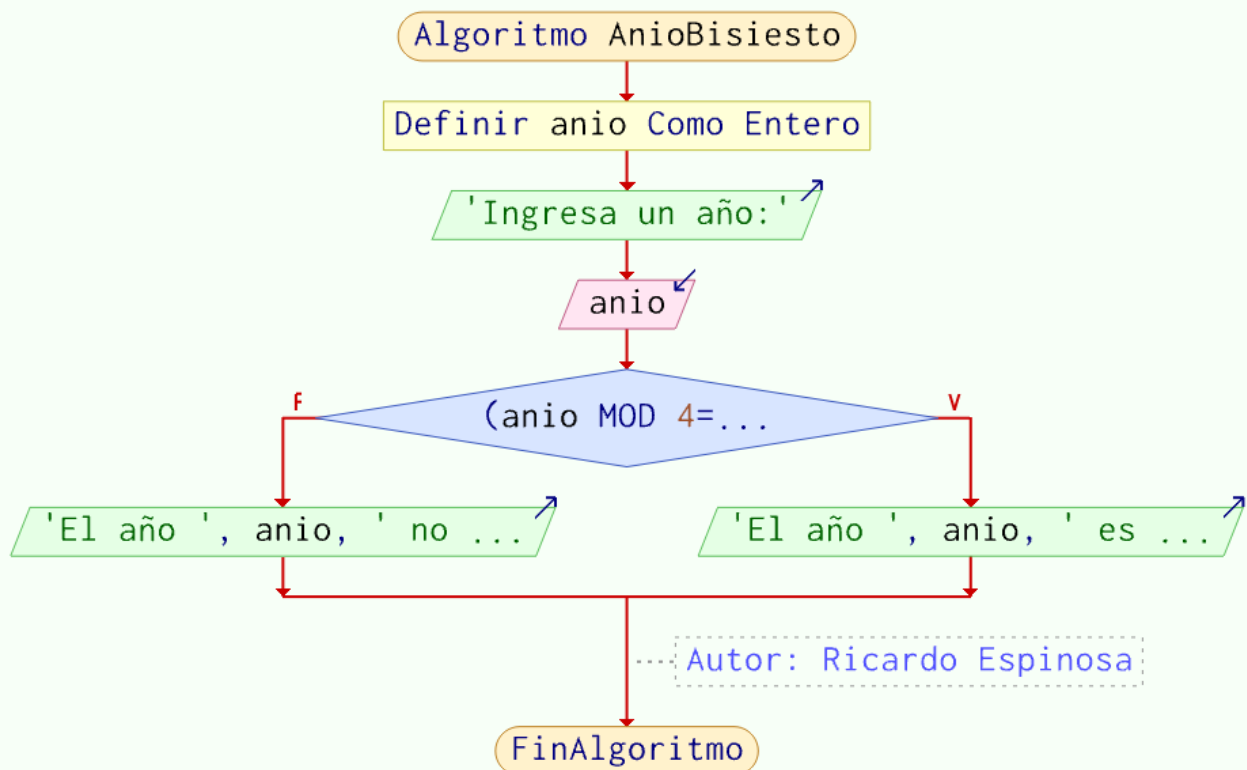 Algoritmo AnioBisiesto
Definir anio Como Entero
'Ingresa un año:'
anio
F
V
(anio MOD 4=...
'El año ', anio, ' no ...
'El año ', anio, ' es ...
Autor: Ricardo Espinosa
FinAlgoritmo